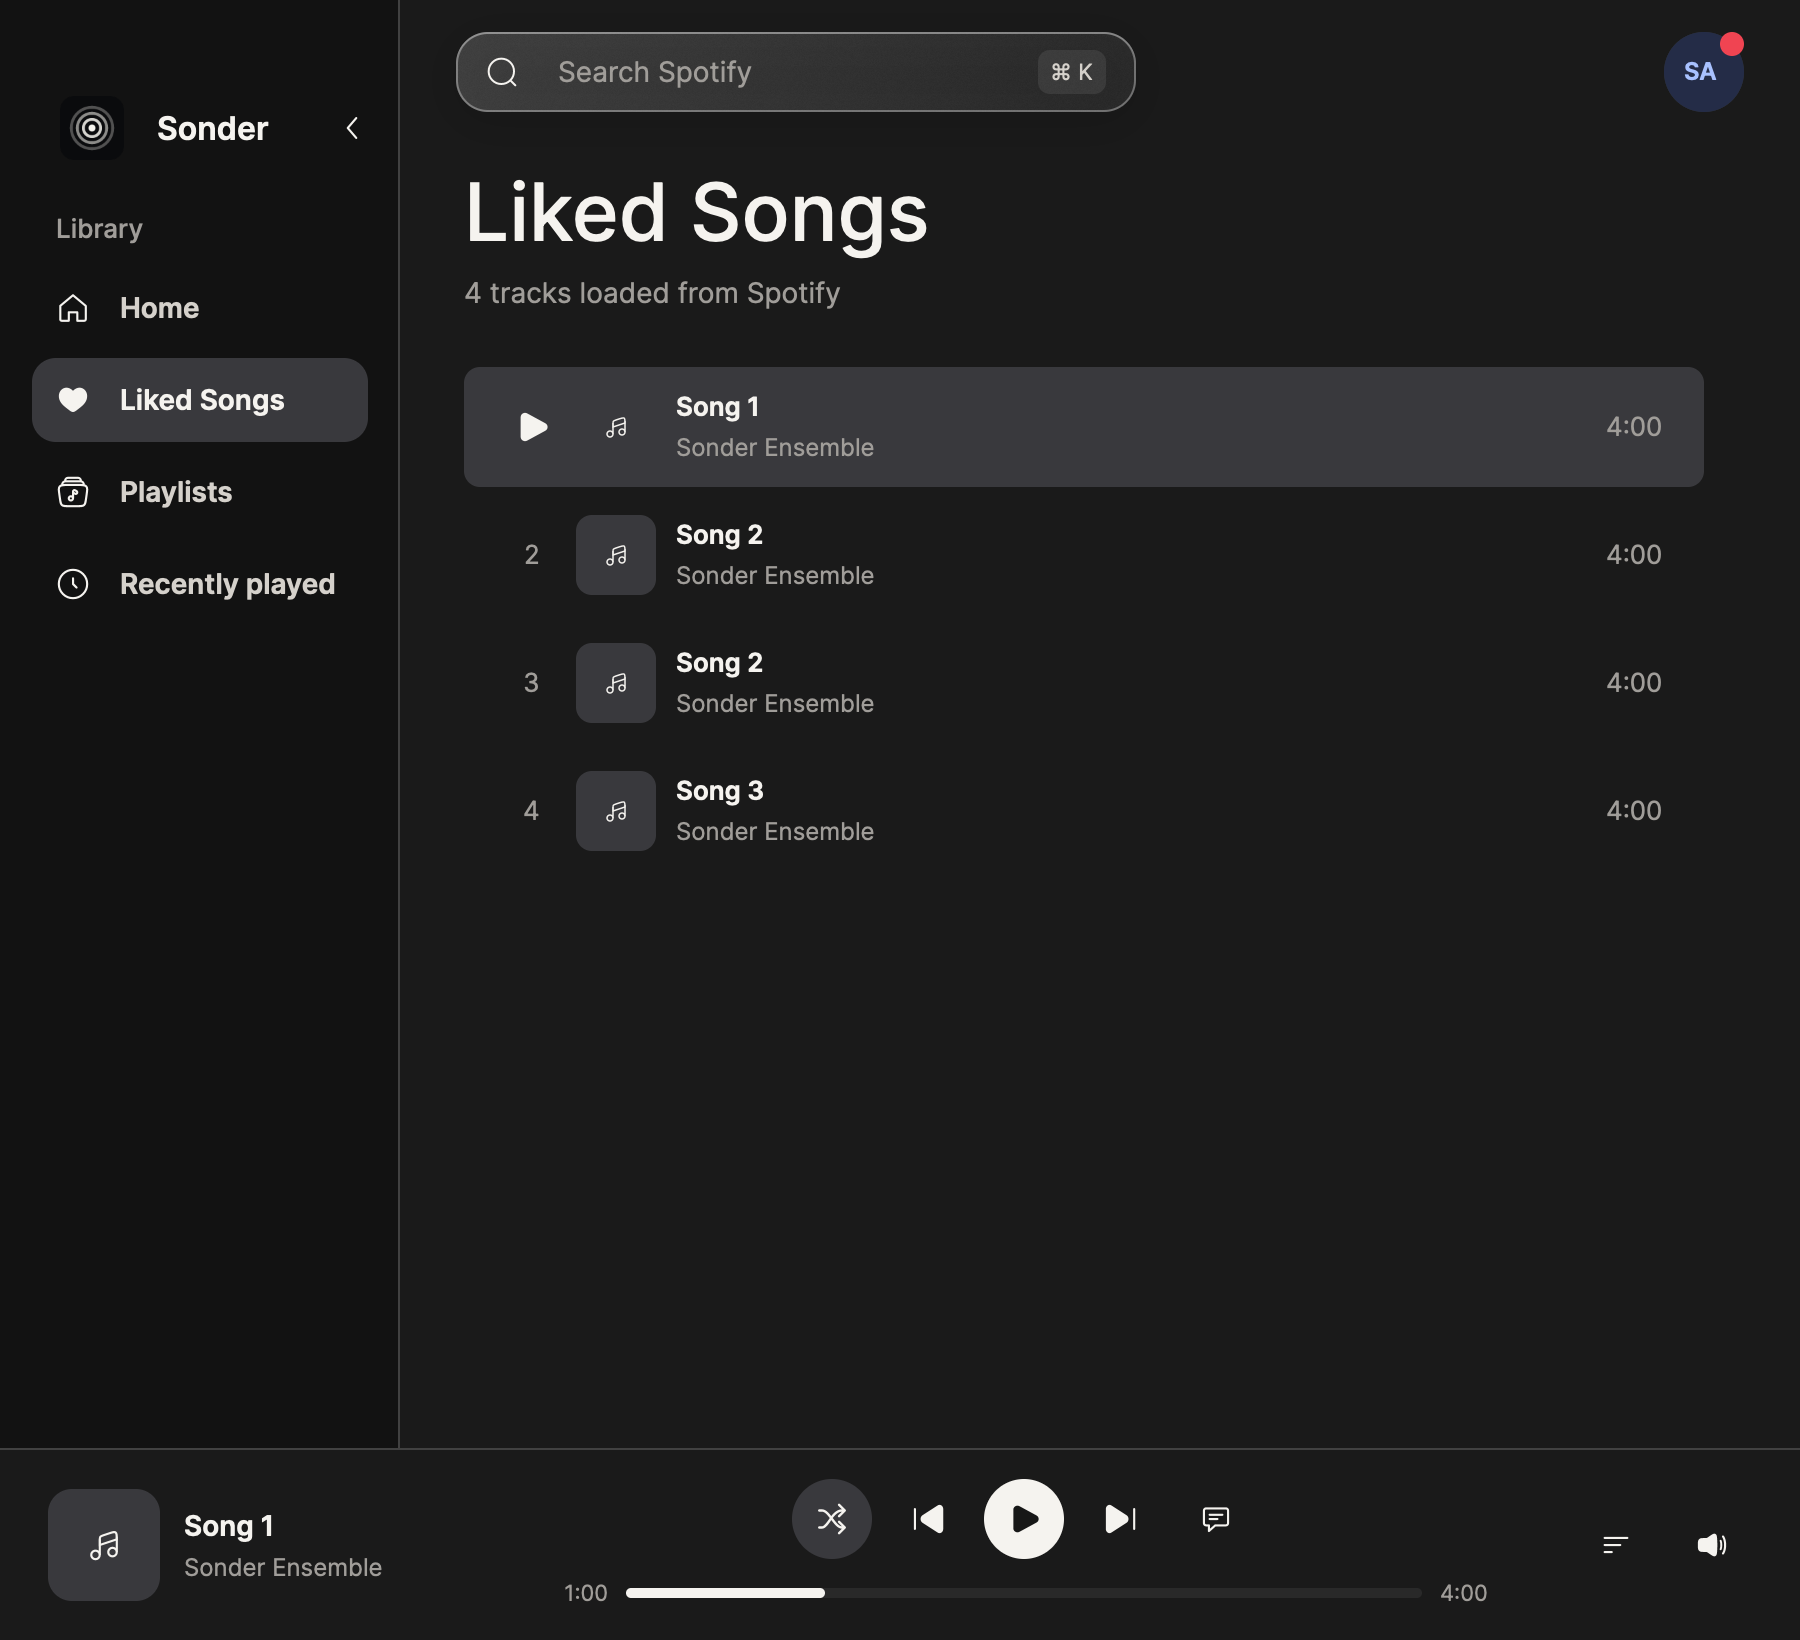 Search Spotify
⌘ K
SA
Sonder
Library
Home
Liked Songs
Playlists
Recently played
Liked Songs
4 tracks loaded from Spotify
Song 1
Sonder Ensemble
4:00
2
Song 2
Sonder Ensemble
4:00
3
Song 2
Sonder Ensemble
4:00
4
Song 3
Sonder Ensemble
4:00
Song 1
Sonder Ensemble
1:00
4:00